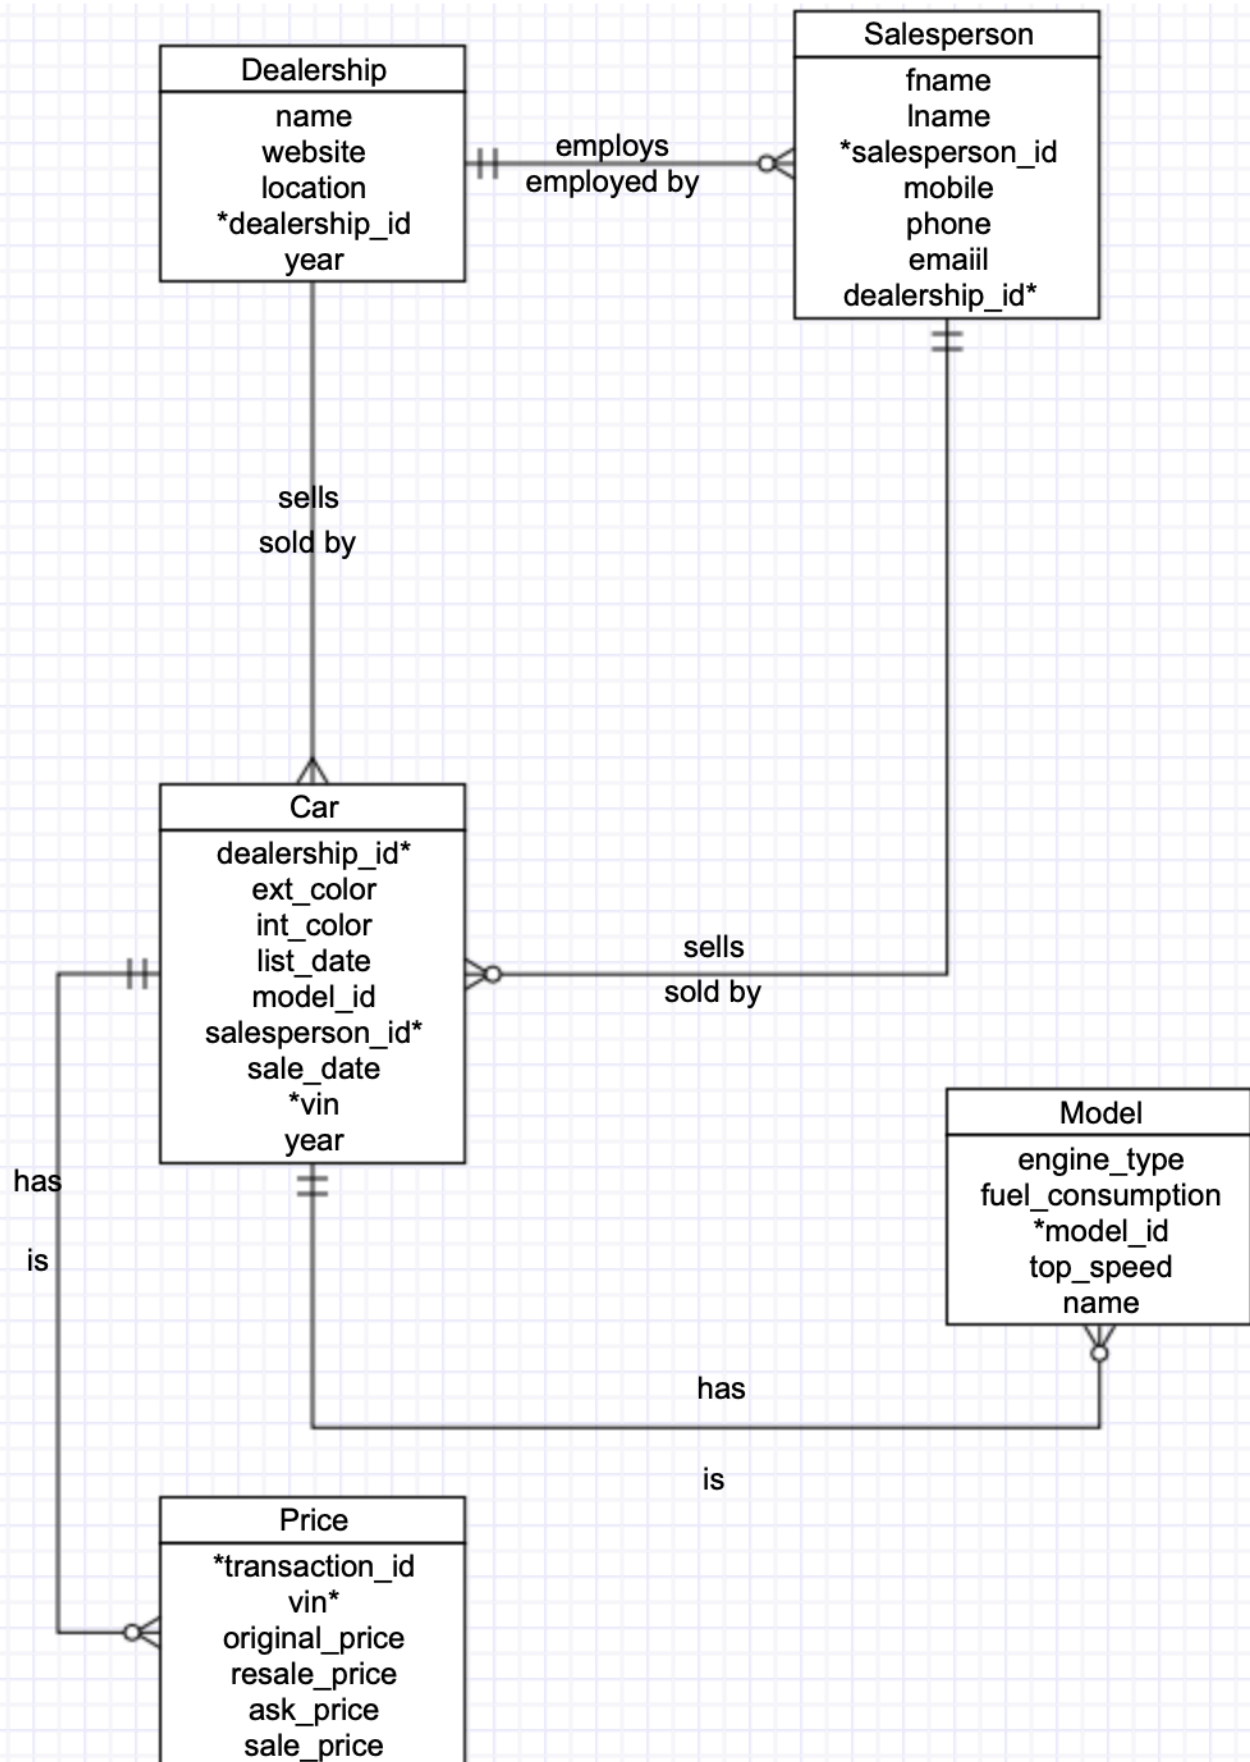 Dealership
name
website
location
*dealership_id
year
employs
employed by
Salesperson
fname
lname
*salesperson_id
mobile
phone
emaiil
dealership_id*
sells
sold by
Car
dealership_id*
ext_color
int_color
list_date
model_id
salesperson_id*
sale_date
*vin
year
sells
sold by
Model
engine_type
fuel_consumption
*model_id
top_speed
name
has
is
has
is
Price
*transaction_id
vin*
original_price
resale_price
ask_price
sale_price